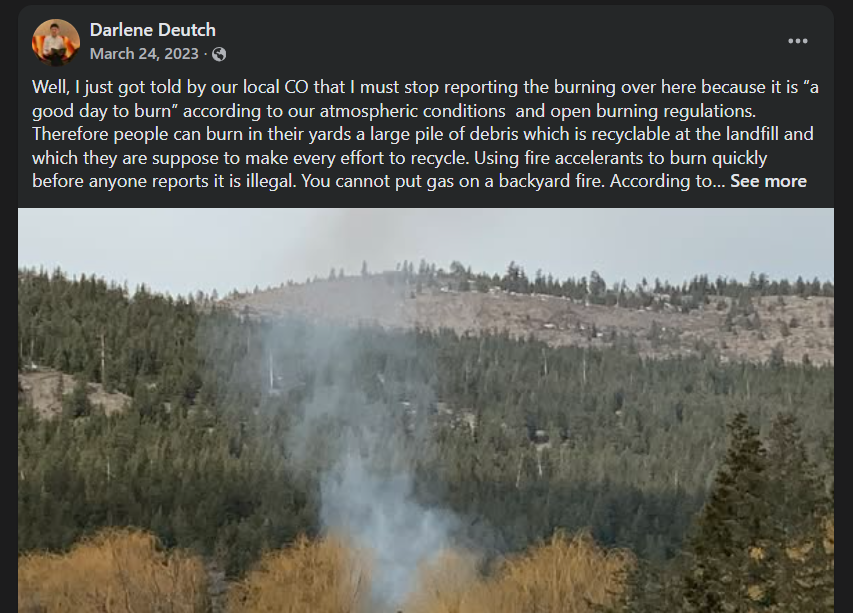 Darlene Deutch
March 24, 2023 ·
Well, I just got told by our local CO that I must stop reporting the burning over here because it is “a
good day to burn” according to our atmospheric conditions  and open burning regulations.
Therefore people can burn in their yards a large pile of debris which is recyclable at the landfill and
which they are suppose to make every effort to recycle. Using fire accelerants to burn quickly
before anyone reports it is illegal. You cannot put gas on a backyard fire. According to... See more